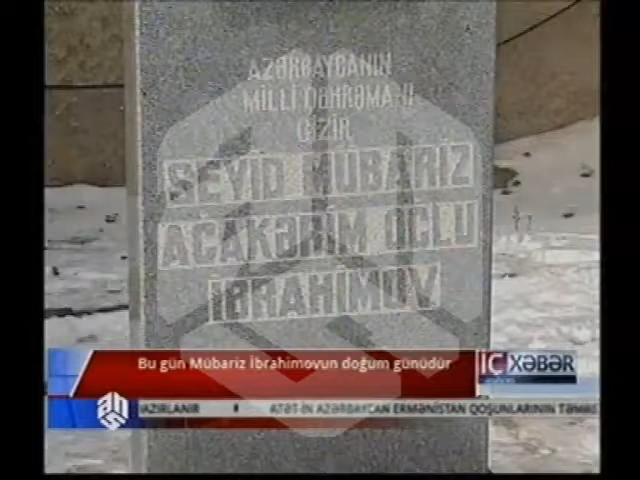 AZƏRBAYCANIN
MİLLİ QƏHRƏMANI
GİZİR
SEYİD MÜBARİZ
AĞAKƏRİM OĞLU
İBRAHİMOV
Bu gün Mübariz İbrahimovun doğum günüdür
XƏBƏR
ANS
AZIRLANIR ATƏT-İN AZƏRBAYCAN ERMƏNİSTAN QOŞUNLARININ TƏMAS